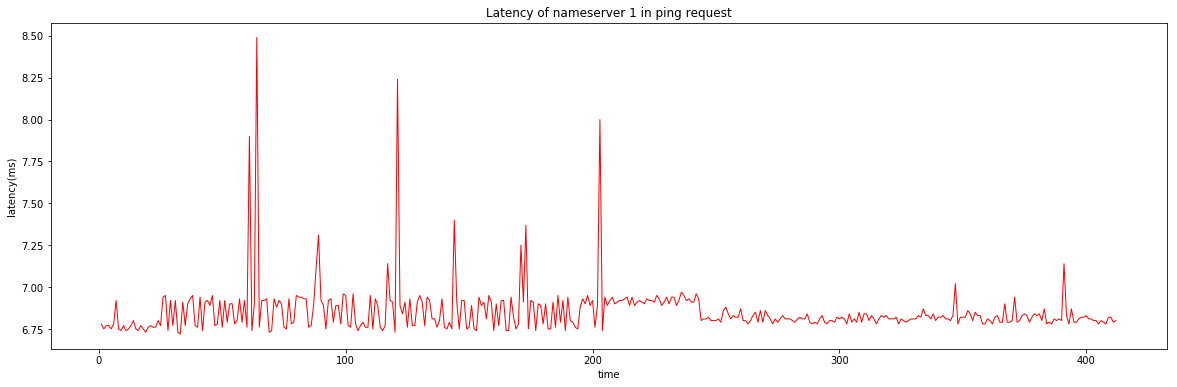 Latency of nameserver 1 in ping request
8.50
8.25
8.00
7.75
7.50
7.25
7.00
6.75
latency(ms)
0 100 200 300 400
time